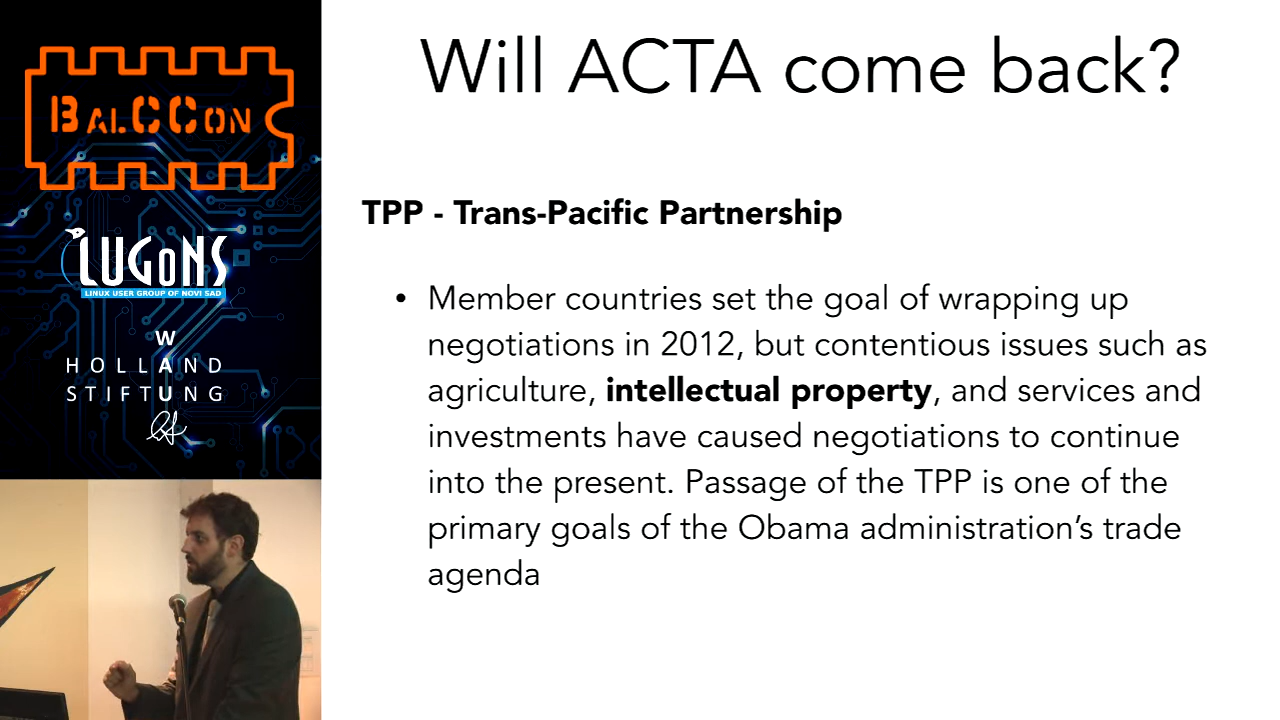 BALCCON
LUGONS
LINUX USER GROUP OF NOVI SAD
W
HOLLAND
STIFTUNG
Will ACTA come back?
TPP - Trans-Pacific Partnership
• Member countries set the goal of wrapping up
negotiations in 2012, but contentious issues such as
agriculture, intellectual property, and services and
investments have caused negotiations to continue
into the present. Passage of the TPP is one of the
primary goals of the Obama administration’s trade
agenda